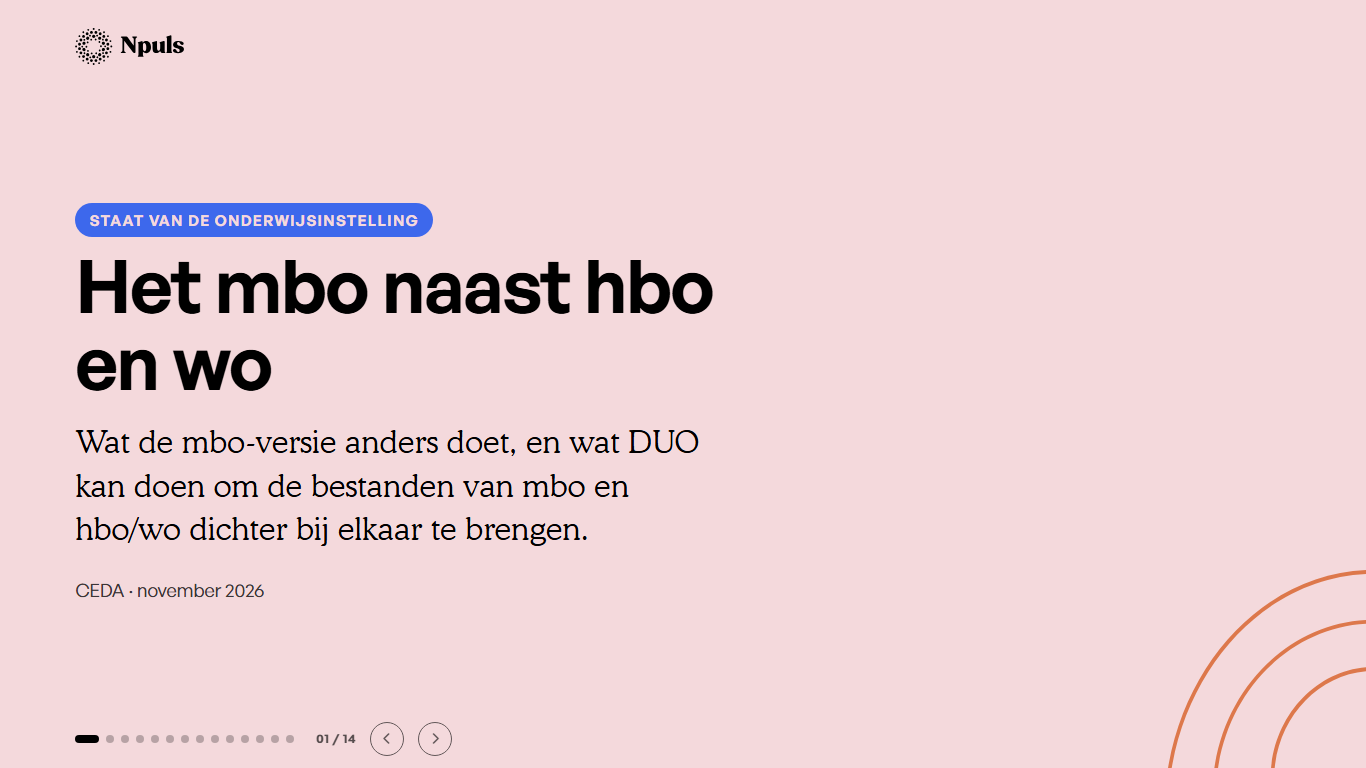 Npuls
STAAT VAN DE ONDERWIJSINSTELLING
Het mbo naast hbo
en wo
Wat de mbo-versie anders doet, en wat DUO
kan doen om de bestanden van mbo en
hbo/wo dichter bij elkaar te brengen.
CEDA · november 2026
01 / 14